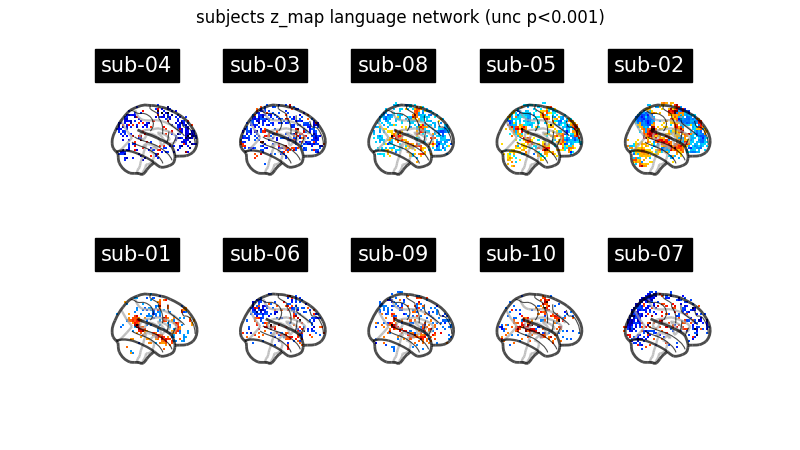 subjects z_map language network (unc p<0.001)
sub-04 sub-03 sub-08 sub-05 sub-02
sub-01 sub-06 sub-09 sub-10 sub-07